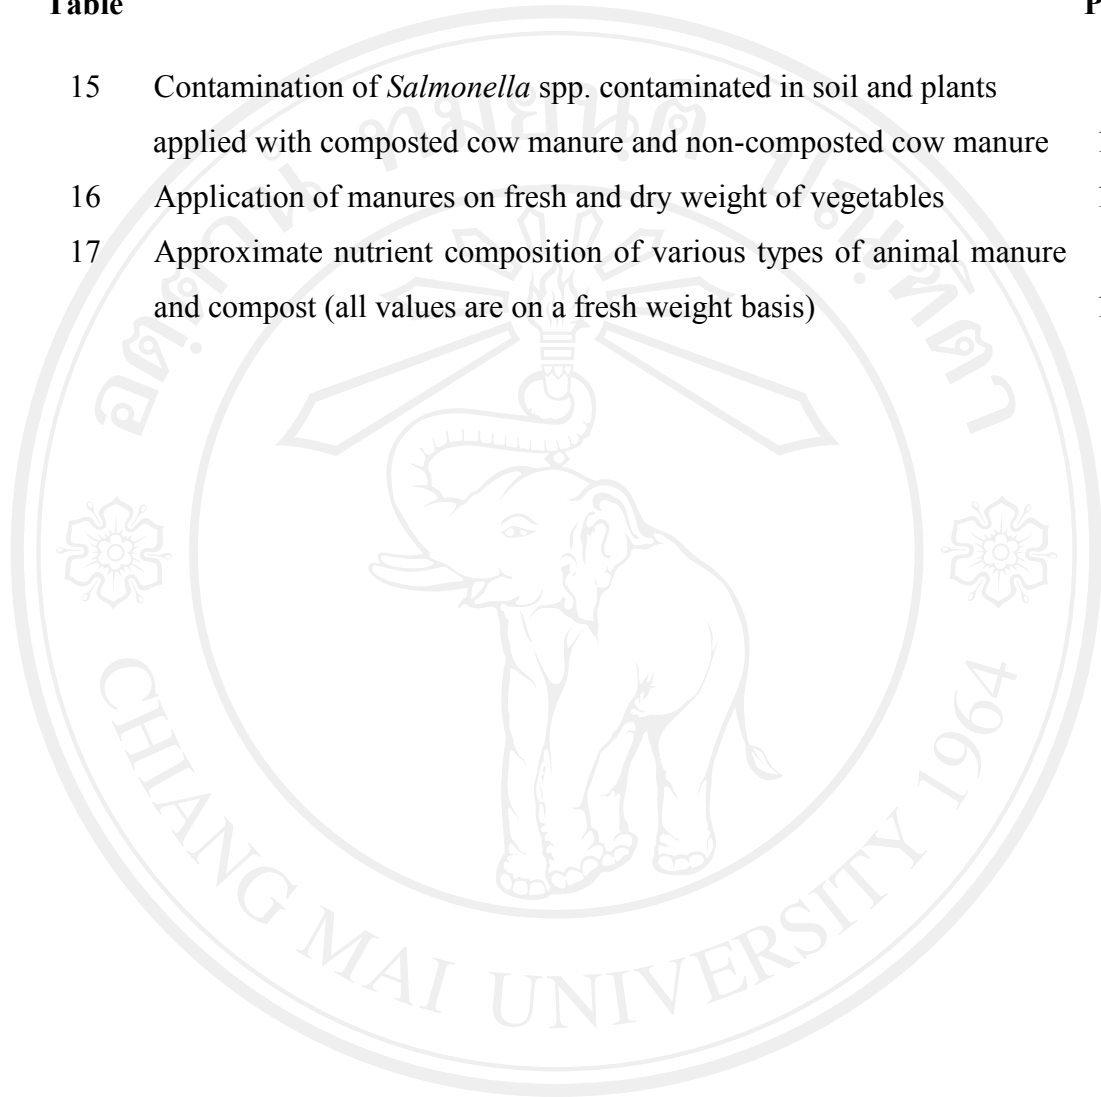 Table
15 Contamination of Salmonella spp. contaminated in soil and plants
applied with composted cow manure and non-composted cow manure
16 Application of manures on fresh and dry weight of vegetables
17 Approximate nutrient composition of various types of animal manure
and compost (all values are on a fresh weight basis)
CHIANG MAI UNIVERSITY 1964